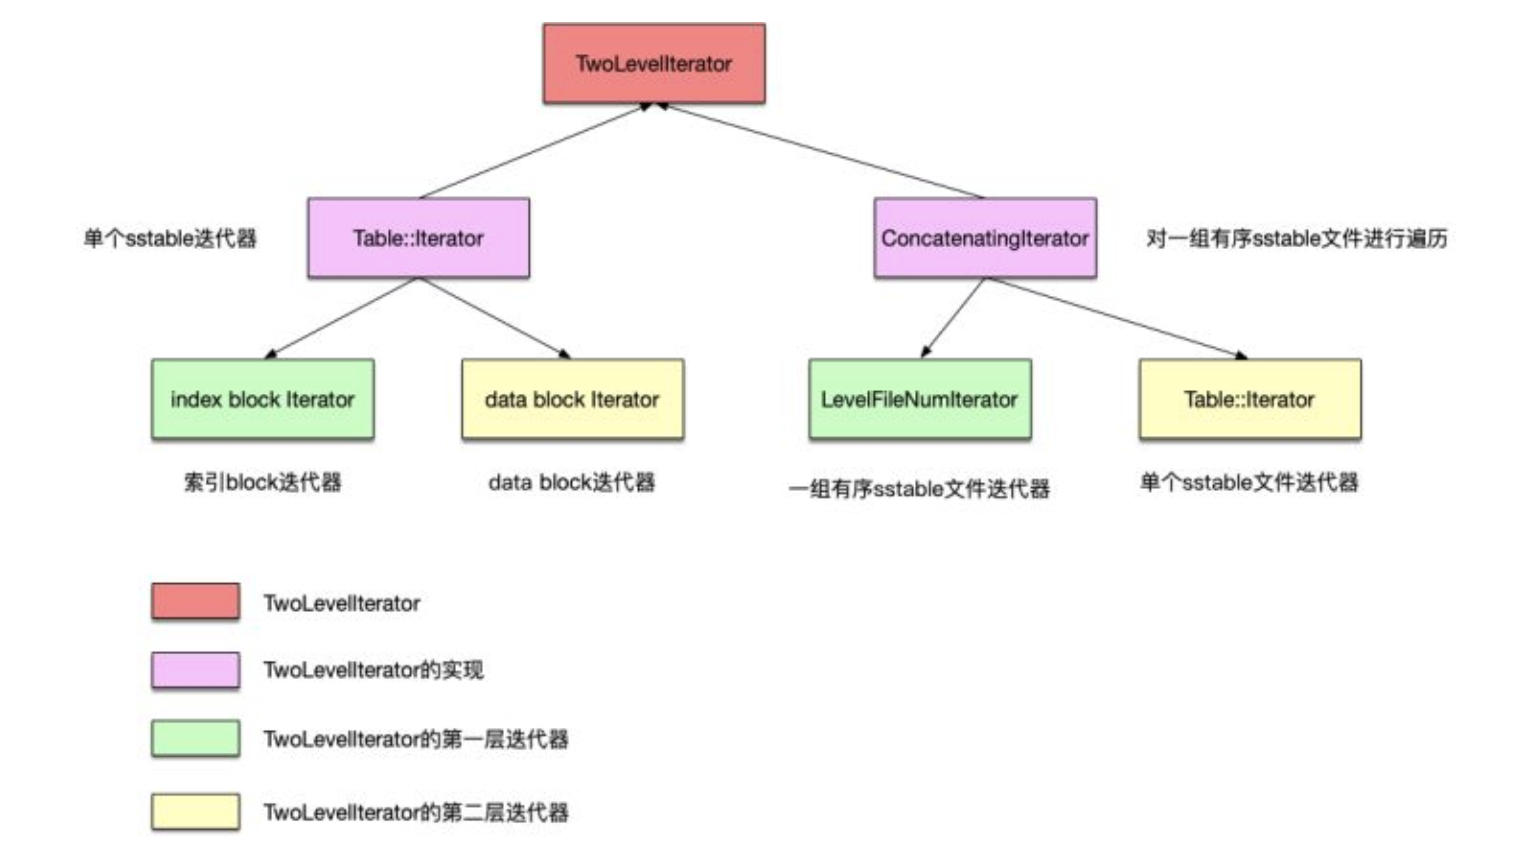 TwoLevelIterator
单个sstable迭代器
Table::Iterator
ConcatenatingIterator
对一组有序sstable文件进行遍历
index block Iterator
data block Iterator
LevelFileNumIterator
Table::Iterator
索引block迭代器
data block迭代器
一组有序sstable文件迭代器
单个sstable文件迭代器
TwoLevelIterator
TwoLevelIterator的实现
TwoLevelIterator的第一层迭代器
TwoLevelIterator的第二层迭代器